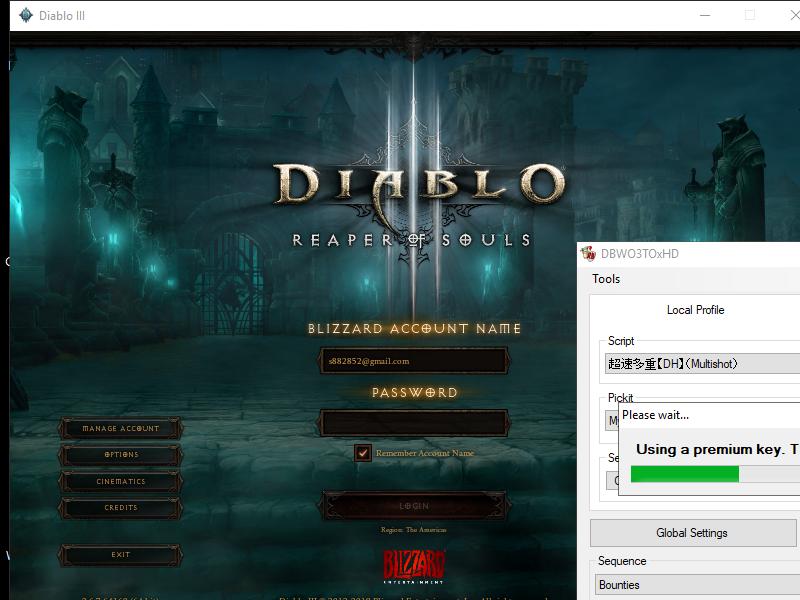 Diablo III
DIABLO
REAPER OF SOULS
DBWO3TOxHD
Tools
Local Profile
BLIZZARD ACCOUNT NAME
Script
s882852@gmail.com
超速多重【DH】（Multishot）
PASSWORD
Pickit
Please wait...
MANAGE ACCOUNT
Using a premium key. T
OPTIONS
Remember Account Name
CINEMATICS
CREDITS
LOGIN
Region: The Americas
Global Settings
EXIT
BLIZZARD
ENTERTAINMENT
Sequence
Bounties